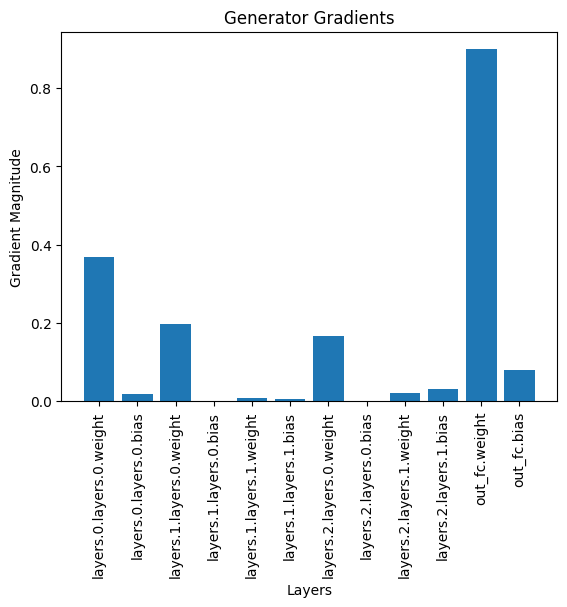 Generator Gradients
Gradient Magnitude
0.8
0.6
0.4
0.2
0.0
layers.0.layers.0.weight
layers.0.layers.0.bias
layers.1.layers.0.weight
layers.1.layers.0.bias
layers.1.layers.1.weight
layers.1.layers.1.bias
layers.2.layers.0.weight
layers.2.layers.0.bias
layers.2.layers.1.weight
layers.2.layers.1.bias
out_fc.weight
out_fc.bias
Layers